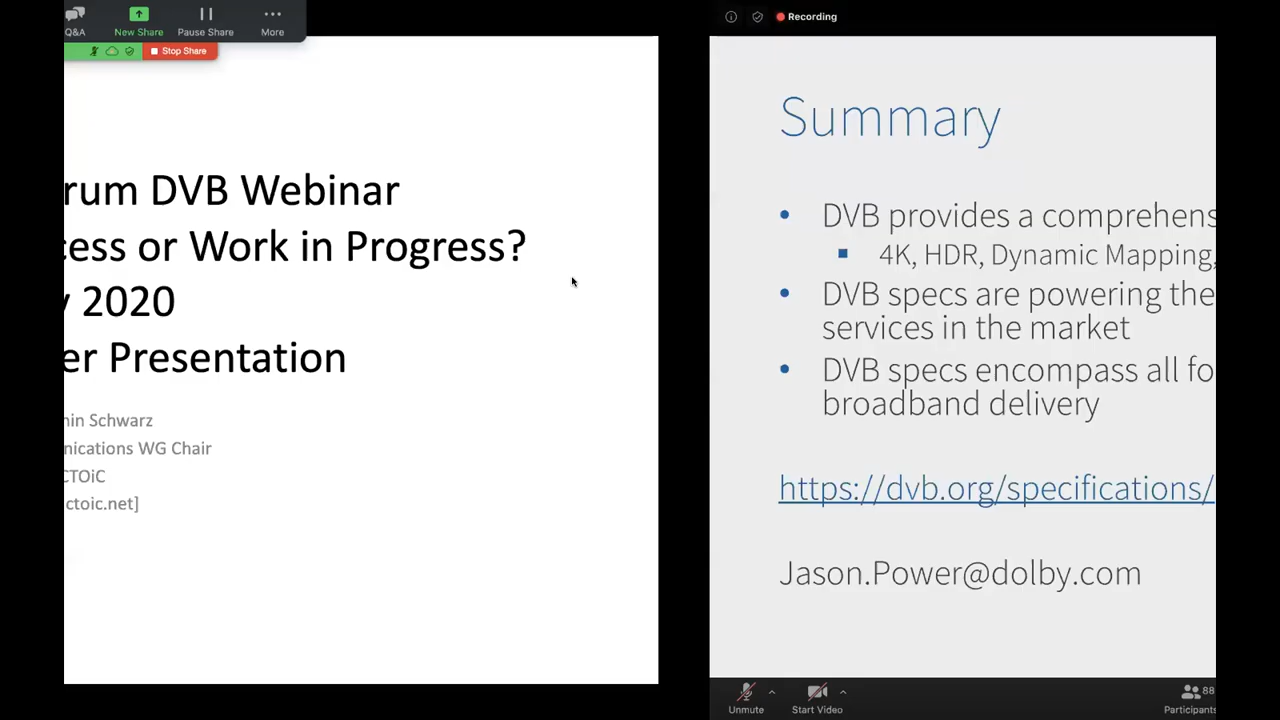 Q&A
New Share
Pause Share
More
Stop Share
rum DVB Webinar
cess or Work in Progress?
y 2020
er Presentation
min Schwarz
nications WG Chair
CTOiC
ctoic.net]
Recording
Summary
• DVB provides a comprehens
▪ 4K, HDR, Dynamic Mapping,
• DVB specs are powering the
services in the market
• DVB specs encompass all fo
broadband delivery
https://dvb.org/specifications/
Jason.Power@dolby.com
88
Unmute
Start Video
Participants